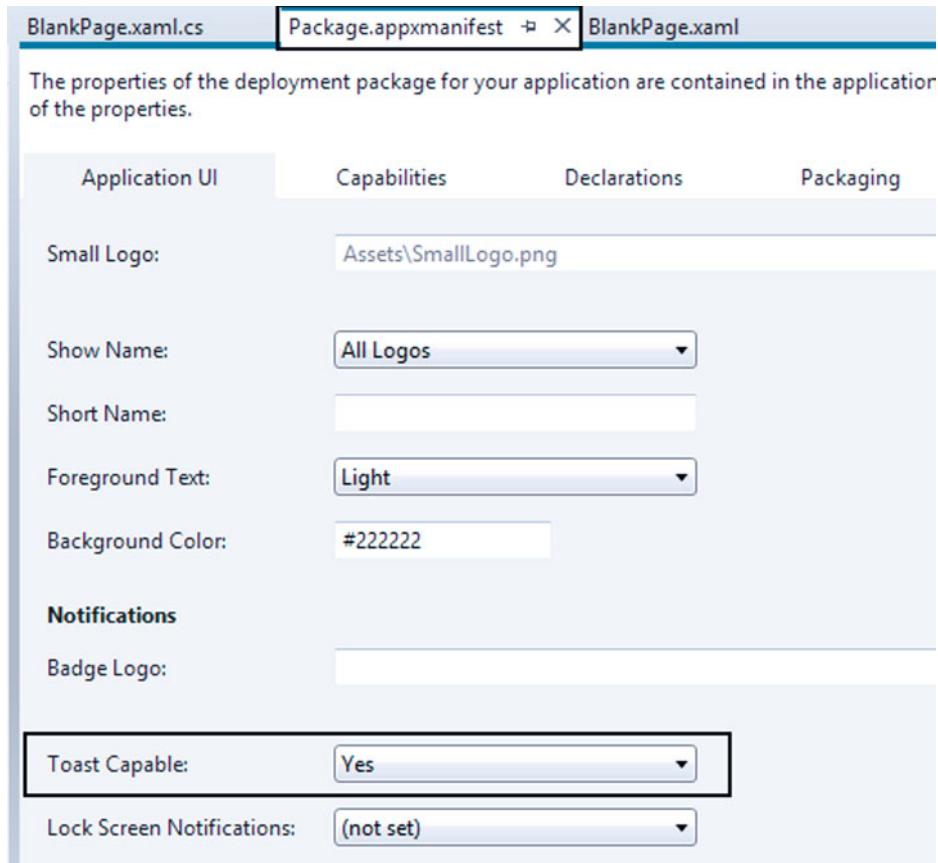 BlankPage.xaml.cs Package.appxmanifest BlankPage.xaml
The properties of the deployment package for your application are contained in the application
of the properties.
Application UI Capabilities Declarations Packaging
Small Logo: Assets\SmallLogo.png
Show Name: All Logos
Short Name:
Foreground Text: Light
Background Color: #222222
Notifications
Badge Logo:
Toast Capable: Yes
Lock Screen Notifications: (not set)